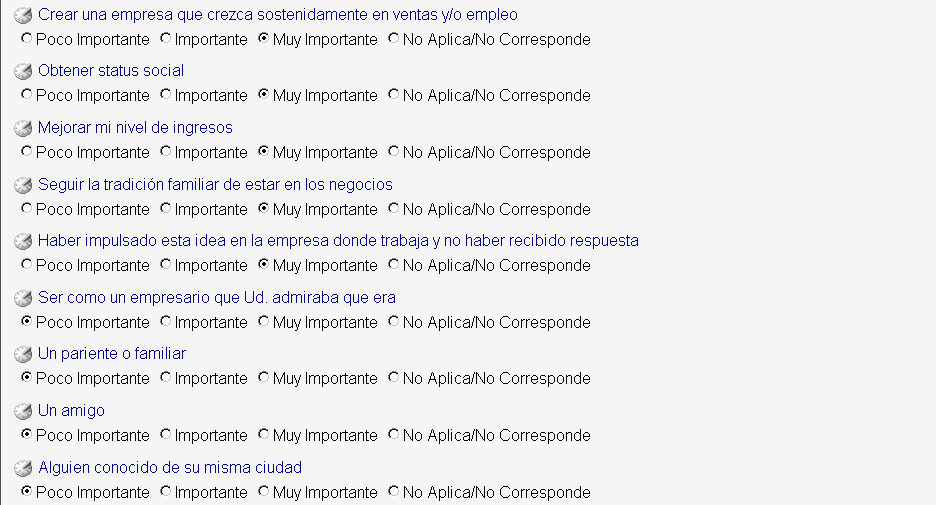 Crear una empresa que crezca sostenidamente en ventas y/o empleo
Poco Importante Importante Muy Importante No Aplica/No Corresponde
Obtener status social
Poco Importante Importante Muy Importante No Aplica/No Corresponde
Mejorar mi nivel de ingresos
Poco Importante Importante Muy Importante No Aplica/No Corresponde
Seguir la tradición familiar de estar en los negocios
Poco Importante Importante Muy Importante No Aplica/No Corresponde
Haber impulsado esta idea en la empresa donde trabaja y no haber recibido respuesta
Poco Importante Importante Muy Importante No Aplica/No Corresponde
Ser como un empresario que Ud. admiraba que era
Poco Importante Importante Muy Importante No Aplica/No Corresponde
Un pariente o familiar
Poco Importante Importante Muy Importante No Aplica/No Corresponde
Un amigo
Poco Importante Importante Muy Importante No Aplica/No Corresponde
Alguien conocido de su misma ciudad
Poco Importante Importante Muy Importante No Aplica/No Corresponde